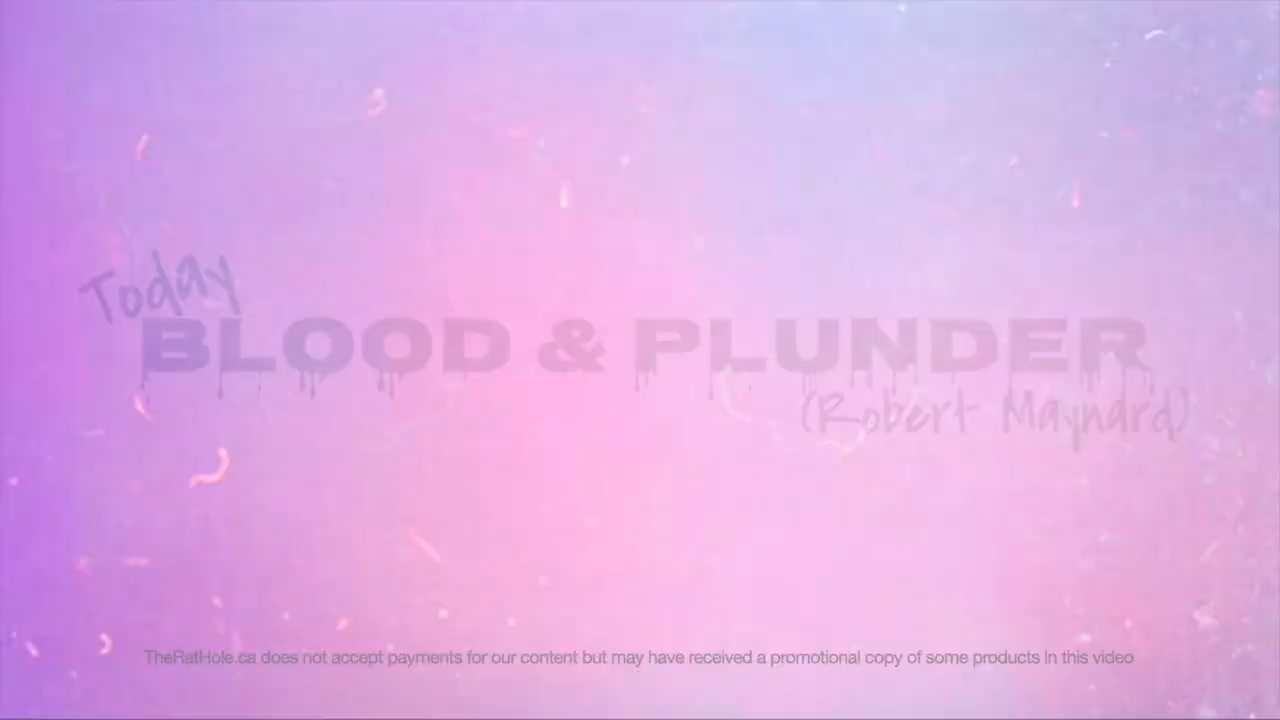 Today
BLOOD & PLUNDER
(Robert Maynard)
TheRatHole.ca does not accept payments for our content but may have received a promotional copy of some products in this video